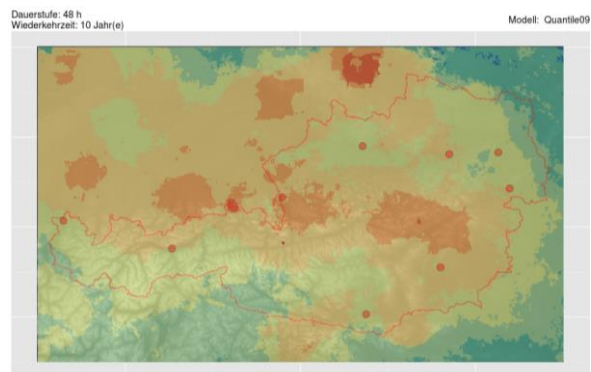 Dauerstufe: 48 h
Wiederkehrzeit: 10 Jahr(e)
Modell: Quantile09